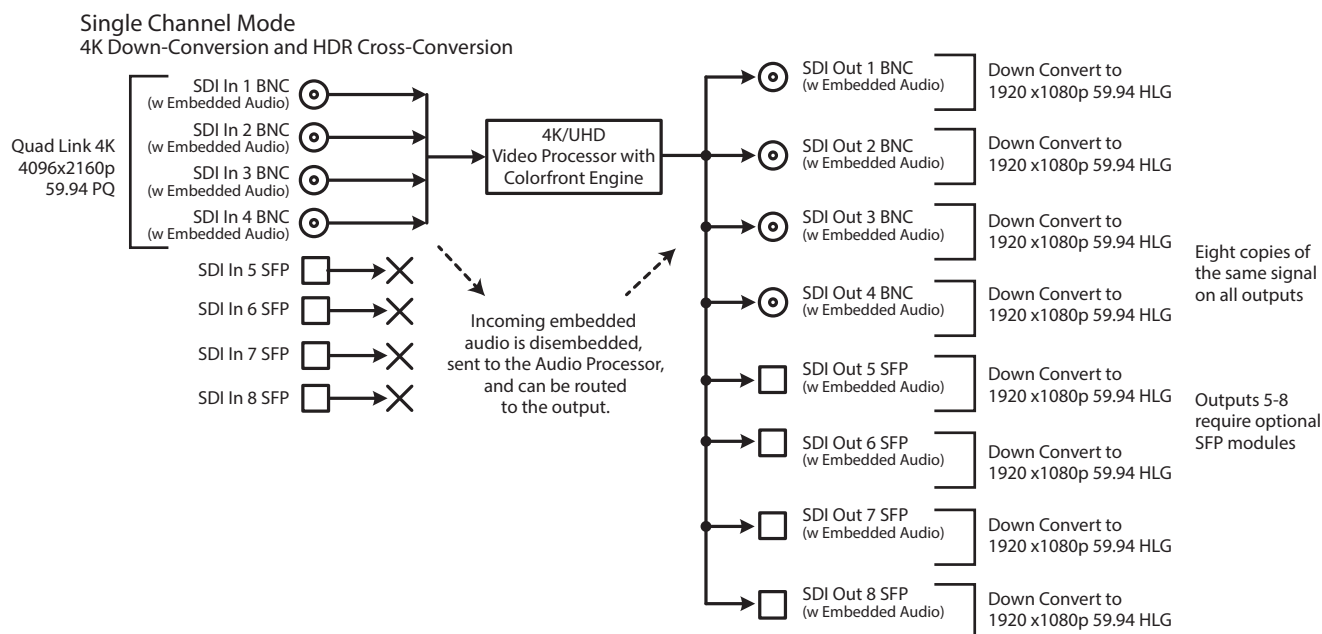 Single Channel Mode
4K Down-Conversion and HDR Cross-Conversion
Quad Link 4K
4096x2160p
59.94 PQ
SDI In 1 BNC
(w Embedded Audio)
SDI In 2 BNC
(w Embedded Audio)
SDI In 3 BNC
(w Embedded Audio)
SDI In 4 BNC
(w Embedded Audio)
SDI In 5 SFP
SDI In 6 SFP
SDI In 7 SFP
SDI In 8 SFP
4K/UHD
Video Processor with
Colorfront Engine
Incoming embedded
audio is disembedded,
sent to the Audio Processor,
and can be routed
to the output.
SDI Out 1 BNC
(w Embedded Audio)
Down Convert to
1920 x1080p 59.94 HLG
SDI Out 2 BNC
(w Embedded Audio)
Down Convert to
1920 x1080p 59.94 HLG
SDI Out 3 BNC
(w Embedded Audio)
Down Convert to
1920 x1080p 59.94 HLG
SDI Out 4 BNC
(w Embedded Audio)
Down Convert to
1920 x1080p 59.94 HLG
SDI Out 5 SFP
(w Embedded Audio)
Down Convert to
1920 x1080p 59.94 HLG
SDI Out 6 SFP
(w Embedded Audio)
Down Convert to
1920 x1080p 59.94 HLG
SDI Out 7 SFP
(w Embedded Audio)
Down Convert to
1920 x1080p 59.94 HLG
SDI Out 8 SFP
(w Embedded Audio)
Down Convert to
1920 x1080p 59.94 HLG
Eight copies of
the same signal
on all outputs
Outputs 5-8
require optional
SFP modules